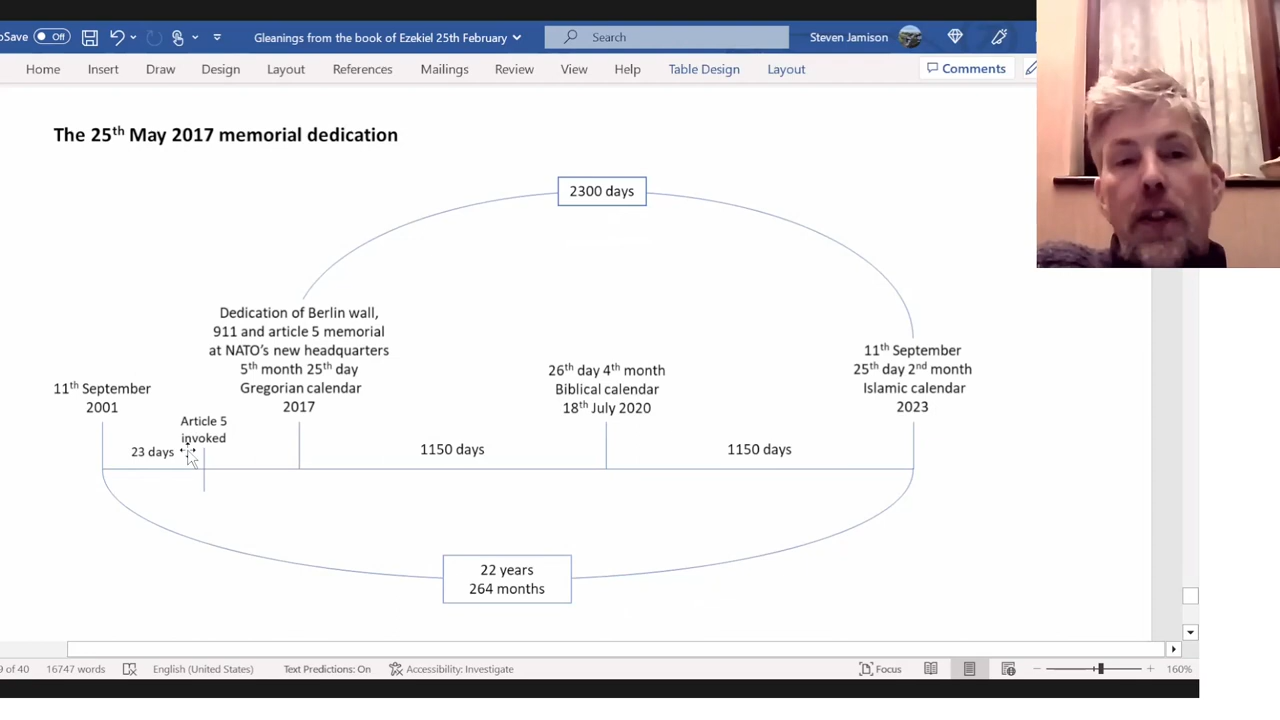 oSave Off Gleanings from the book of Ezekiel 25th February Search Steven Jamison
Home Insert Draw Design Layout References Mailings Review View Help Table Design Layout Comments
The 25th May 2017 memorial dedication
2300 days
Dedication of Berlin wall,
911 and article 5 memorial
at NATO's new headquarters
5th month 25th day
Gregorian calendar
2017
11th September
2001
Article 5
invoked
23 days
26th day 4th month
Biblical calendar
18th July 2020
11th September
25th day 2nd month
Islamic calendar
2023
1150 days
1150 days
22 years
264 months
9 of 40 16747 words English (United States) Text Predictions: On Accessibility: Investigate Focus 160%